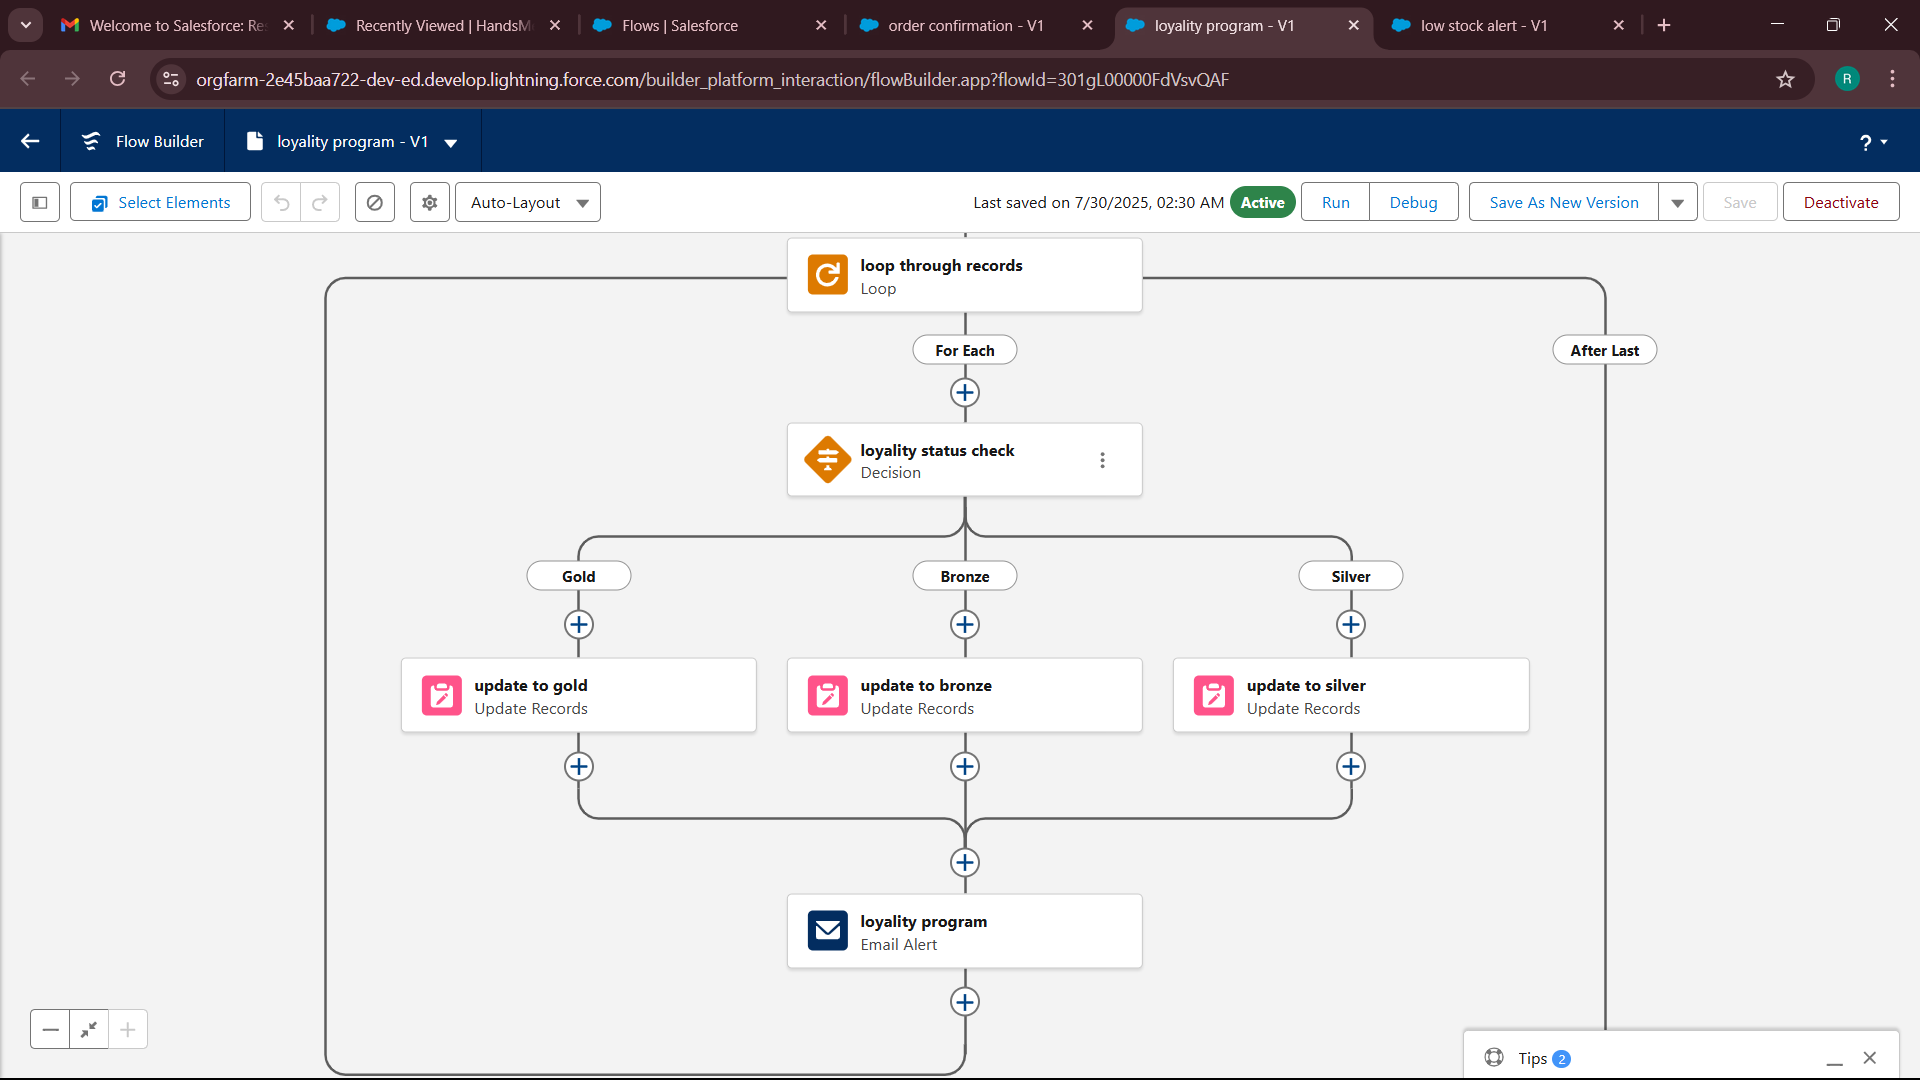 Welcome to Salesforce: Re
Recently Viewed | HandsM
Flows | Salesforce
order confirmation - V1
loyality program - V1
low stock alert - V1
orgfarm-2e45baa722-dev-ed.develop.lightning.force.com/builder_platform_interaction/flowBuilder.app?flowId=301gL00000FdVsvQAF
R
Flow Builder
loyality program - V1
?
Select Elements
Auto-Layout
Last saved on 7/30/2025, 02:30 AM
Active
Run
Debug
Save As New Version
Save
Deactivate
loop through records
Loop
For Each
After Last
loyality status check
Decision
Gold
Bronze
Silver
update to gold
Update Records
update to bronze
Update Records
update to silver
Update Records
loyality program
Email Alert
Tips 2